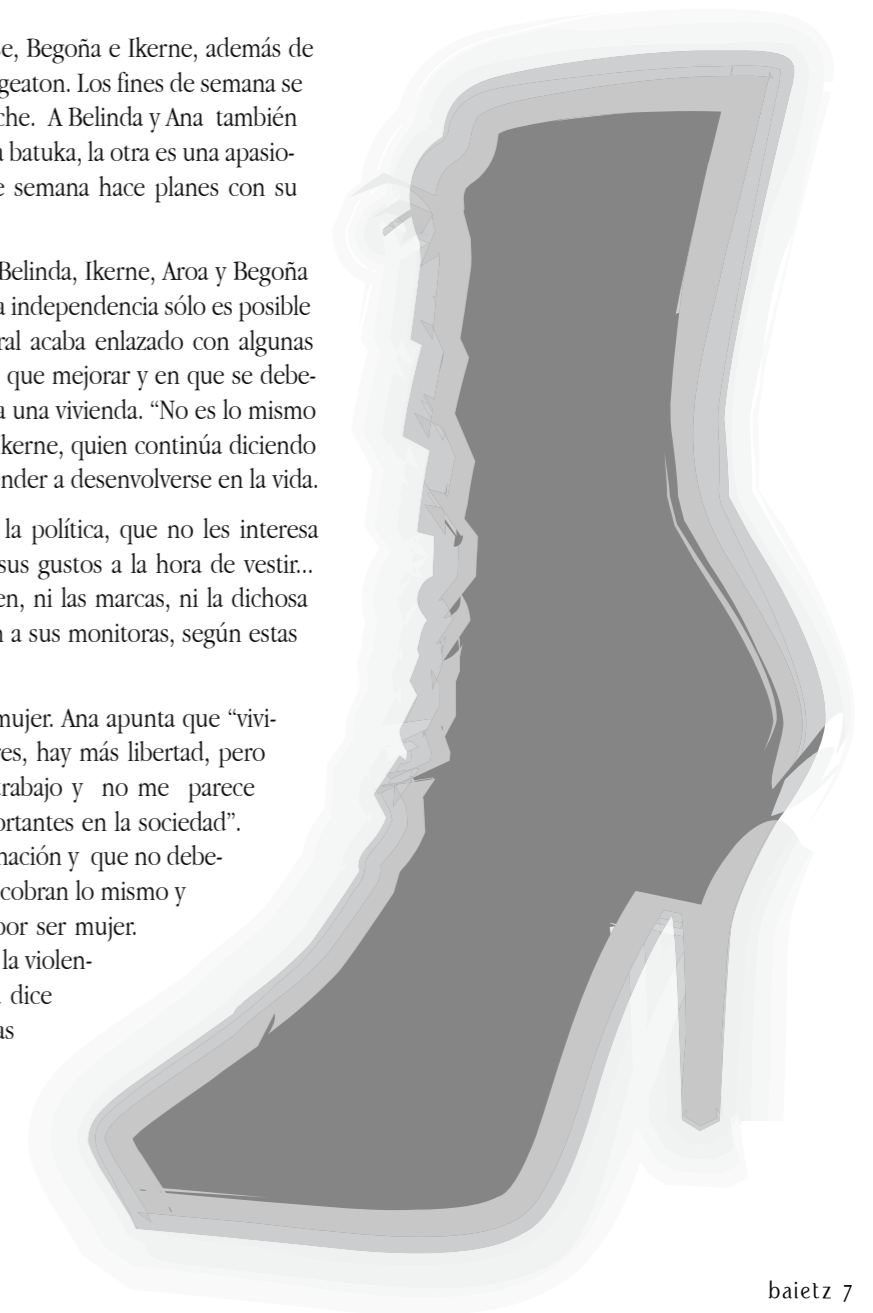 e, Begoña e Ikerne, además de
geaton. Los fines de semana se
che. A Belinda y Ana también
a batuka, la otra es una apasio-
e semana hace planes con su
Belinda, Ikerne, Aroa y Begoña
a independencia sólo es posible
ral acaba enlazado con algunas
que mejorar y en que se debe-
a una vivienda. “No es lo mismo
kerne, quien continúa diciendo
nder a desenvolverse en la vida.
la política, que no les interesa
sus gustos a la hora de vestir...
en, ni las marcas, ni la dichosa
n a sus monitoras, según estas
mujer. Ana apunta que “vivi-
res, hay más libertad, pero
trabajo y no me parece
ortantes en la sociedad”.
nación y que no debe-
cobran lo mismo y
por ser mujer.
la violen-
dice
as
baietz 7